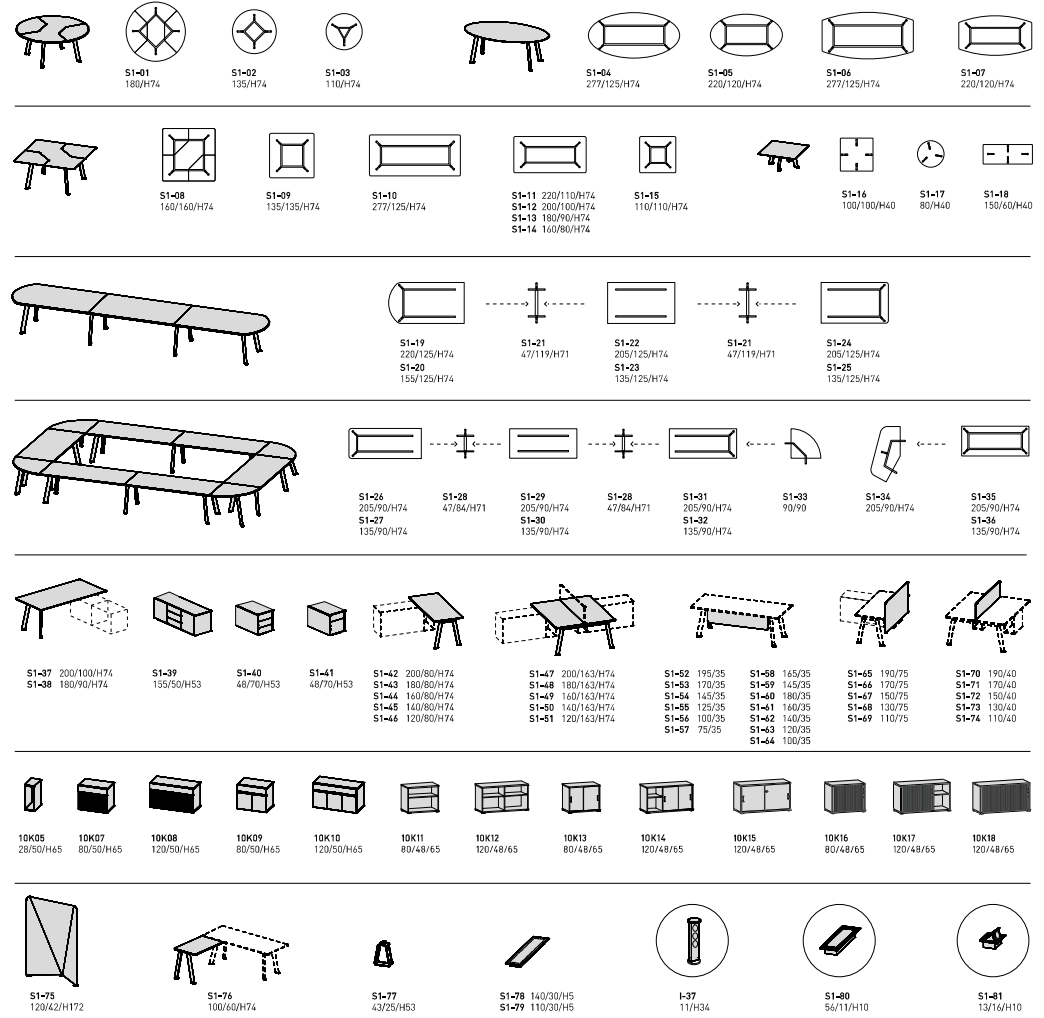 S1-01
180/H74
S1-02
135/H74
S1-03
110/H74
S1-04
277/125/H74
S1-05
220/120/H74
S1-06
277/125/H74
S1-07
220/120/H74
S1-08
160/160/H74
S1-09
135/135/H74
S1-10
277/125/H74
S1-11 220/110/H74
S1-12 200/100/H74
S1-13 180/90/H74
S1-14 160/80/H74
S1-15
110/110/H74
S1-16
100/100/H40
S1-17
80/H40
S1-18
150/60/H40
S1-19
220/125/H74
S1-20
155/125/H74
S1-21
47/119/H71
S1-22
205/125/H74
S1-23
135/125/H74
S1-21
47/119/H71
S1-24
205/125/H74
S1-25
135/125/H74
S1-26
205/90/H74
S1-27
135/90/H74
S1-28
47/84/H71
S1-29
205/90/H74
S1-30
135/90/H74
S1-28
47/84/H71
S1-31
205/90/H74
S1-32
135/90/H74
S1-33
90/90
S1-34
205/90/H74
S1-35
205/90/H74
S1-36
135/90/H74
S1-37 200/100/H74
S1-38 180/90/H74
S1-39
155/50/H53
S1-40
48/70/H53
S1-41
48/70/H53
S1-42 200/80/H74
S1-43 180/80/H74
S1-44 160/80/H74
S1-45 140/80/H74
S1-46 120/80/H74
S1-47 200/163/H74
S1-48 180/163/H74
S1-49 160/163/H74
S1-50 140/163/H74
S1-51 120/163/H74
S1-52 195/35
S1-53 170/35
S1-54 145/35
S1-55 125/35
S1-56 100/35
S1-57 75/35
S1-58 165/35
S1-59 145/35
S1-60 180/35
S1-61 160/35
S1-62 140/35
S1-63 120/35
S1-64 100/35
S1-65 190/75
S1-66 170/75
S1-67 150/75
S1-68 130/75
S1-69 110/75
S1-70 190/40
S1-71 170/40
S1-72 150/40
S1-73 130/40
S1-74 110/40
10K05
28/50/H65
10K07
80/50/H65
10K08
120/50/H65
10K09
80/50/H65
10K10
120/50/H65
10K11
80/48/65
10K12
120/48/65
10K13
80/48/65
10K14
120/48/65
10K15
120/48/65
10K16
80/48/65
10K17
120/48/65
10K18
120/48/65
S1-75
120/42/H172
S1-76
100/60/H74
S1-77
43/25/H53
S1-78 140/30/H5
S1-79 110/30/H5
I-37
11/H34
S1-80
56/11/H10
S1-81
13/16/H10